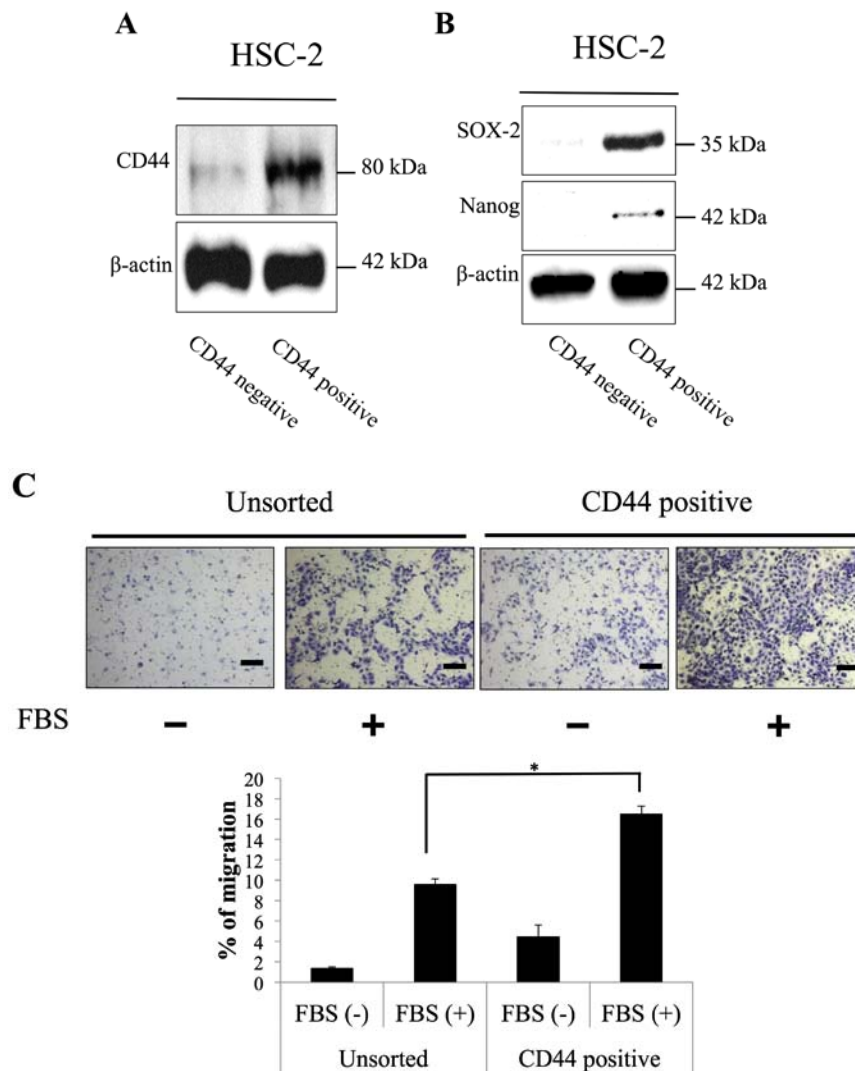 A
HSC-2
CD44
80 kDa
β-actin
42 kDa
CD44 negative
CD44 positive
B
HSC-2
SOX-2
35 kDa
Nanog
42 kDa
β-actin
42 kDa
CD44 negative
CD44 positive
C
Unsorted CD44 positive
FBS − + − +
*
% of migration
20
18
16
14
12
10
8
6
4
2
0
FBS (-) FBS (+) FBS (-) FBS (+)
Unsorted CD44 positive